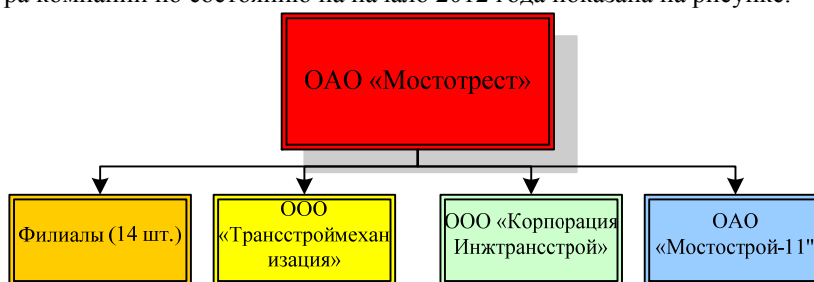 ра компании по состоянию на начало 2012 года показана на рисунке.
ОАО «Мостотрест»
Филиалы (14 шт.)
ООО
«Трансстроймехан
изация»
ООО «Корпорация
Инжтрансстрой»
ОАО
«Мостострой-11"